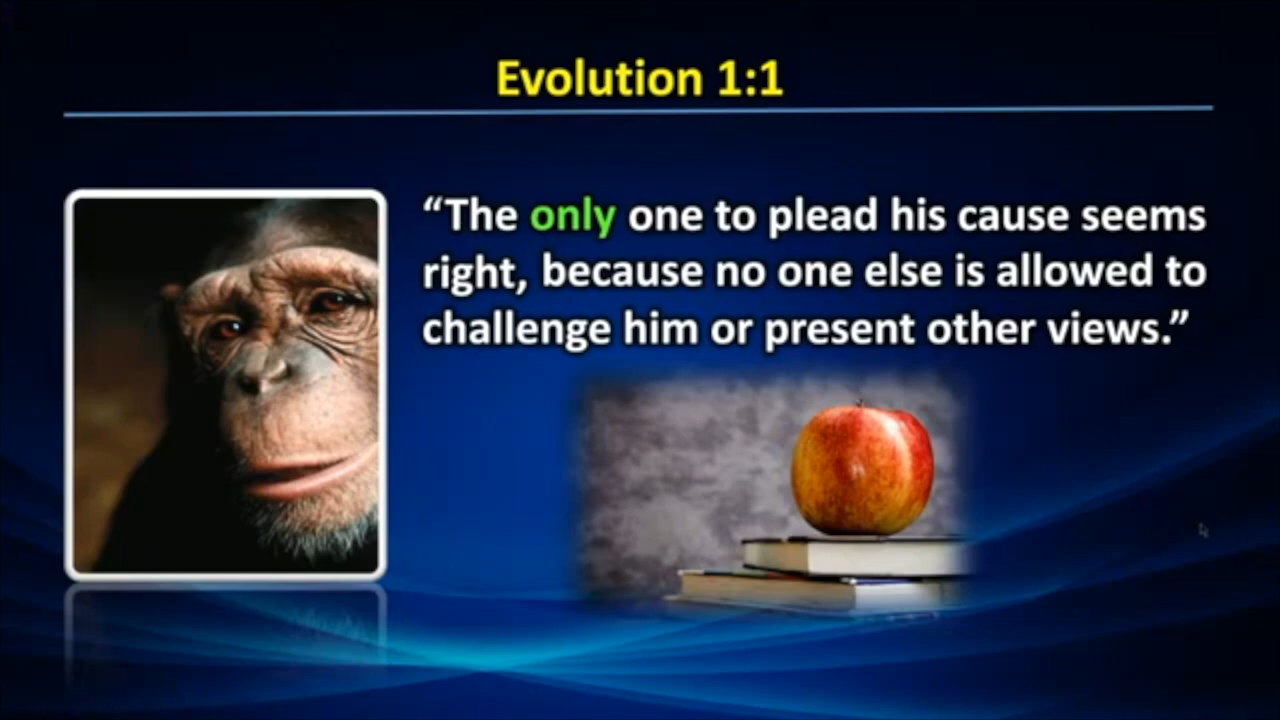 Evolution 1:1
“The only one to plead his cause seems
right, because no one else is allowed to
challenge him or present other views.”